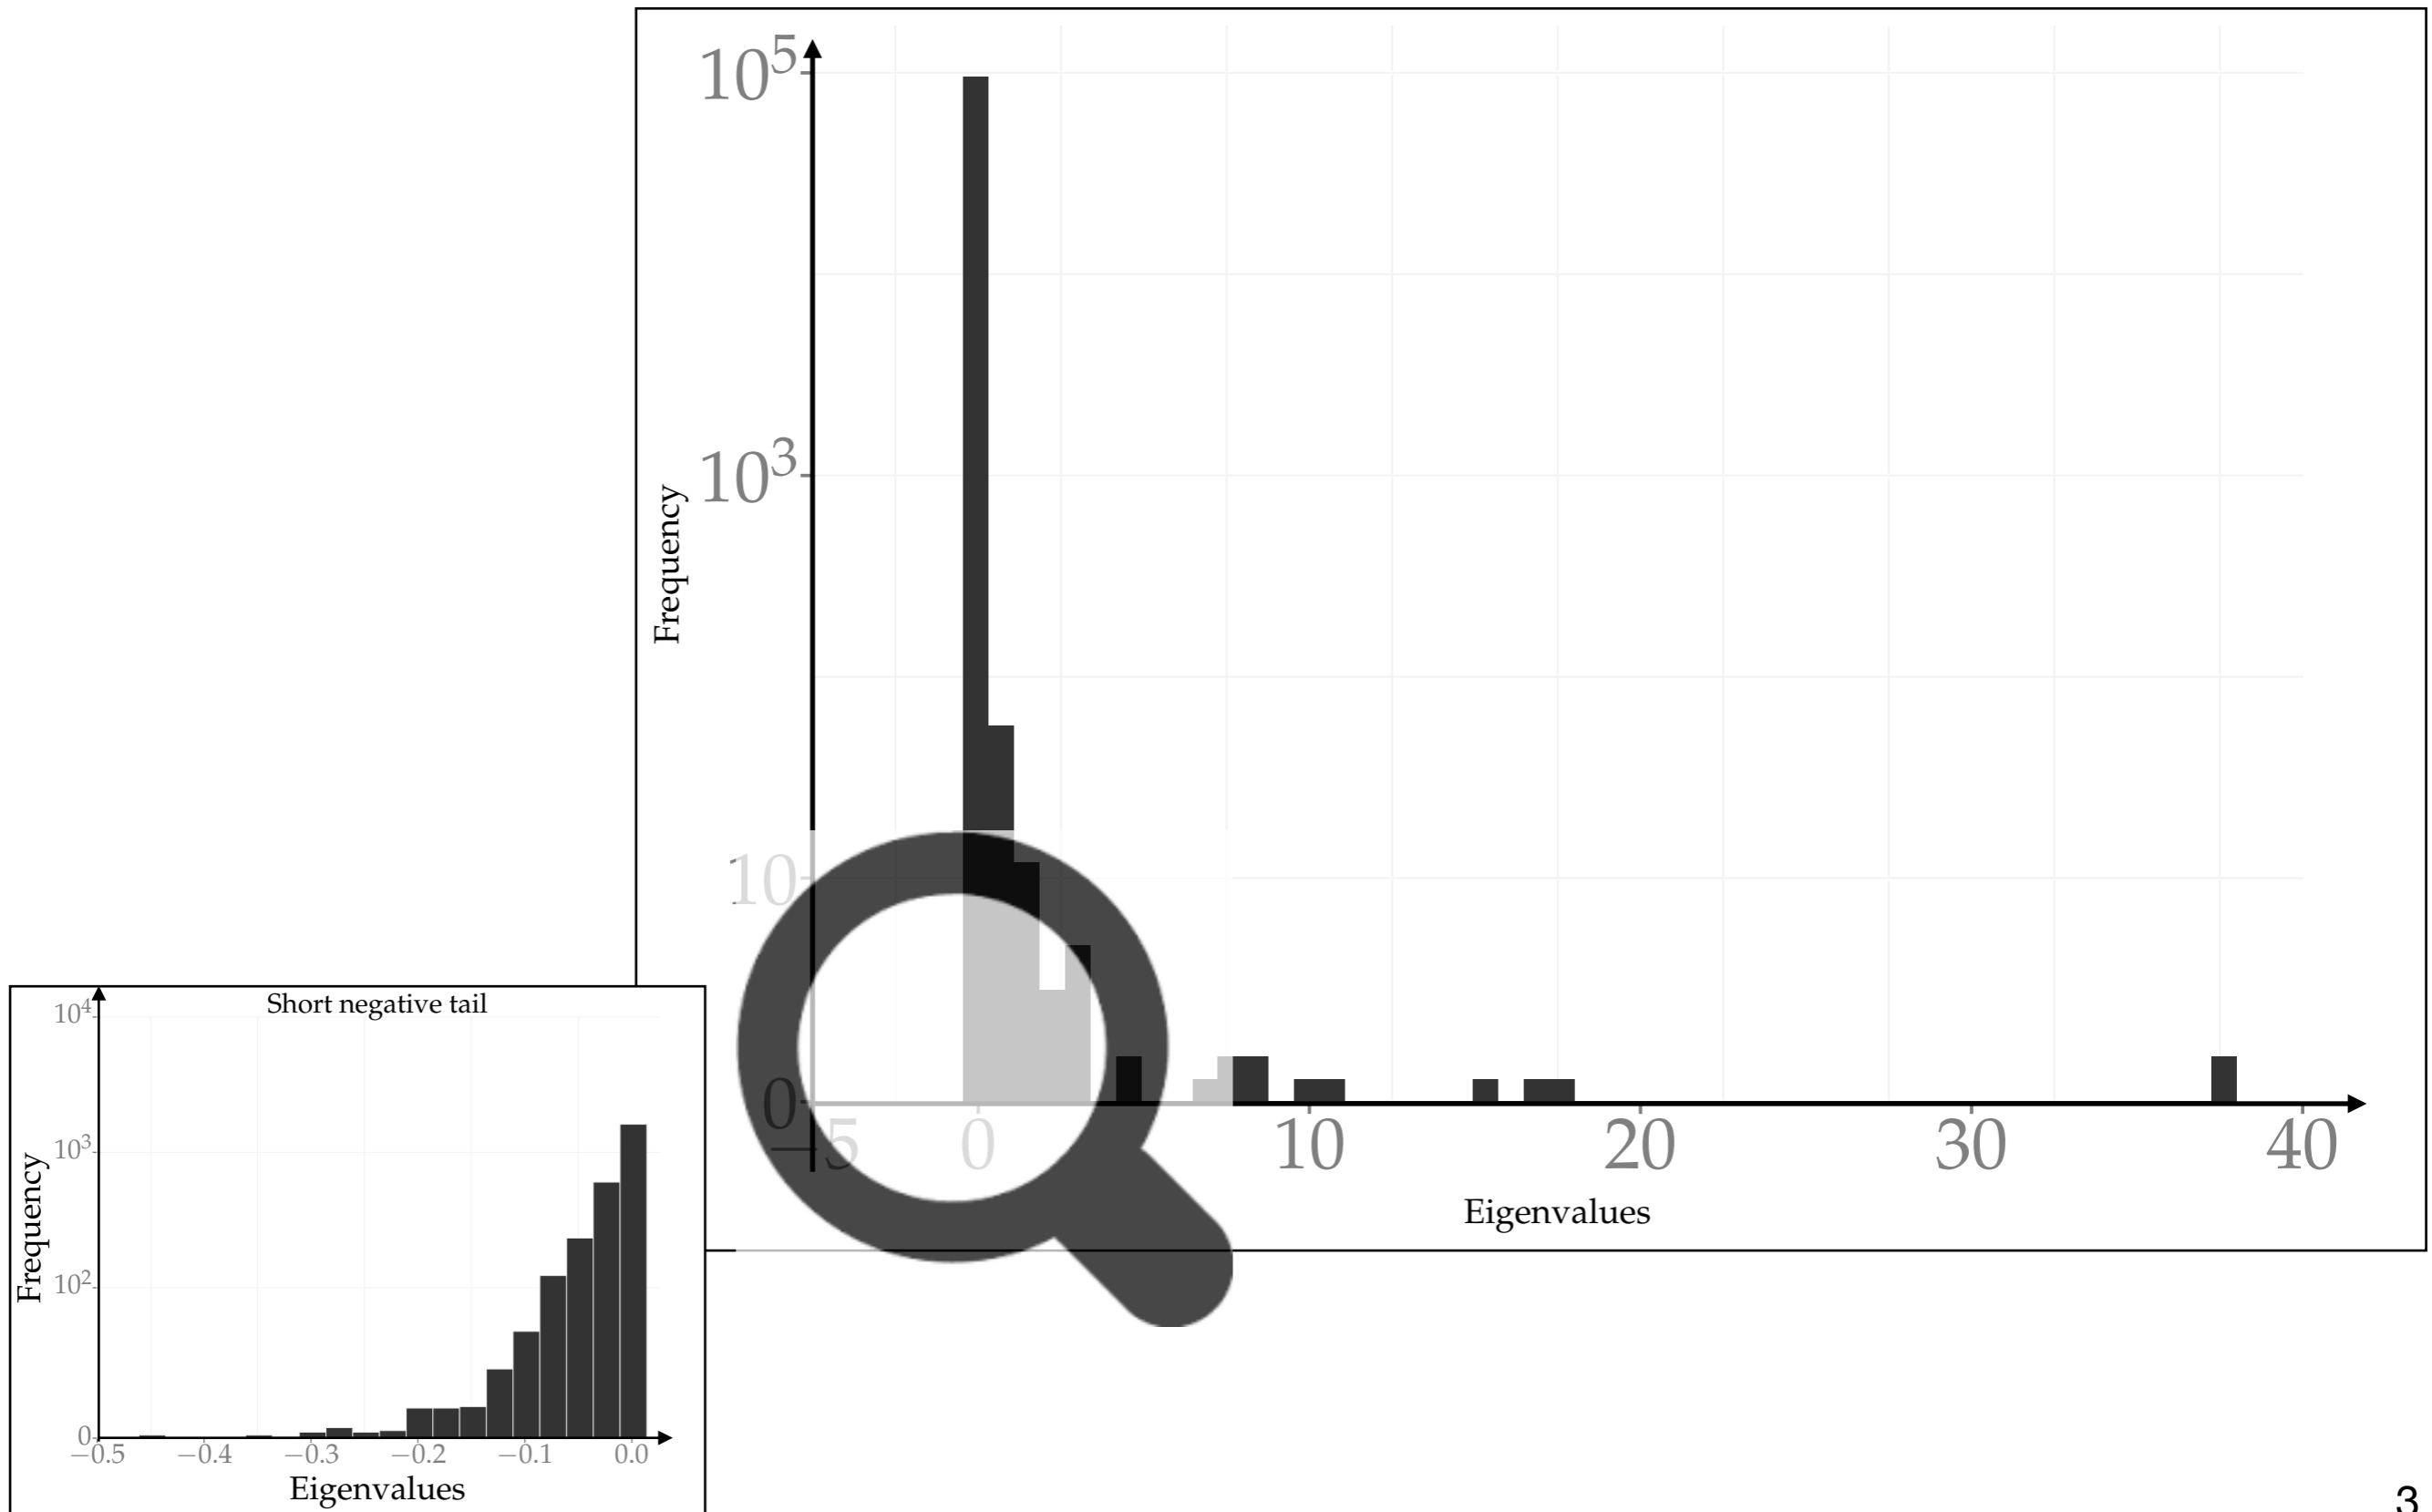 10⁵
10³
10
0
Frequency
−5 0 10 20 30 40
Eigenvalues
Short negative tail
10⁴
10³
10²
0
Frequency
−0.5 −0.4 −0.3 −0.2 −0.1 0.0
Eigenvalues
3